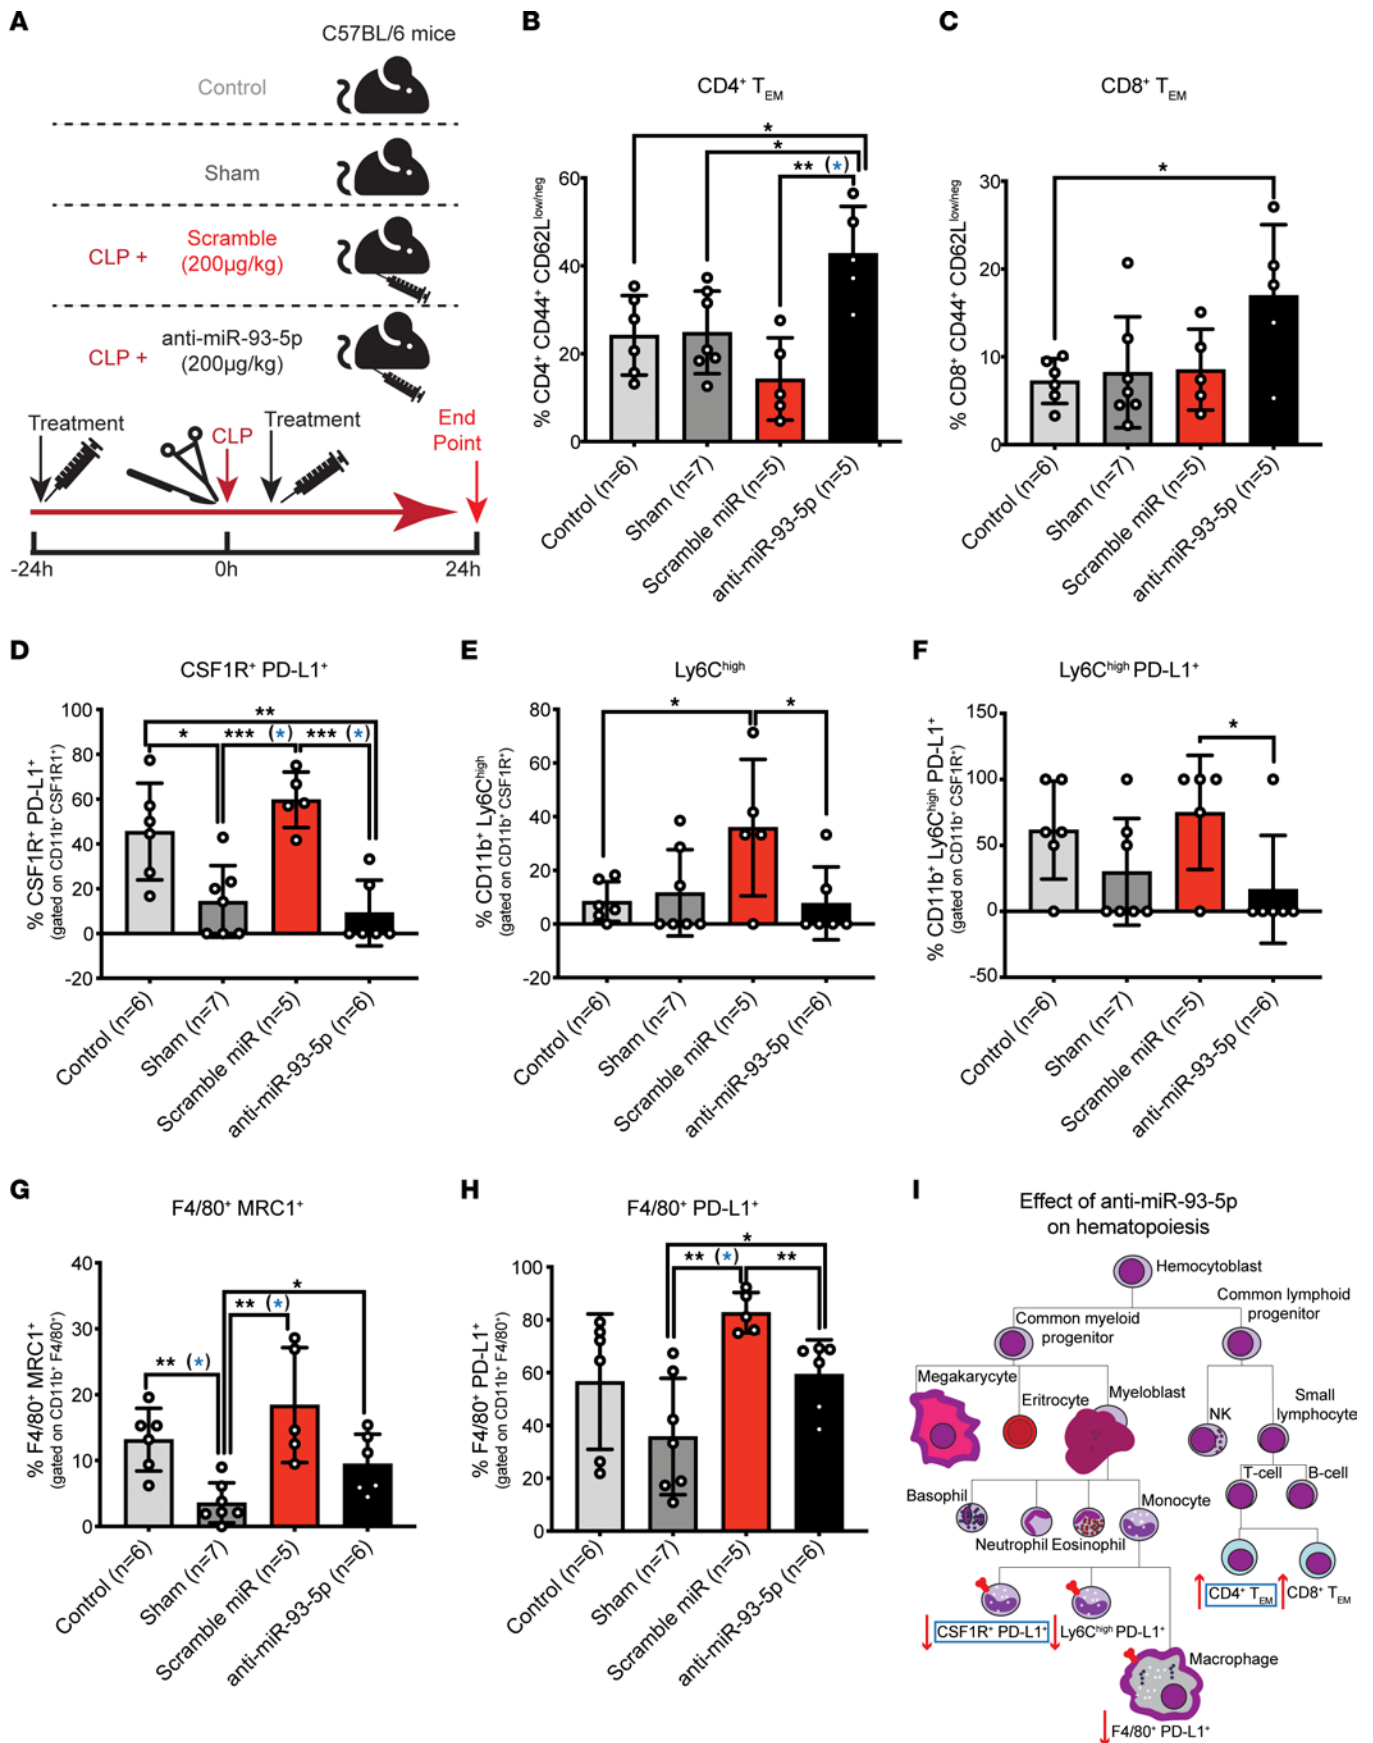 A
C57BL/6 mice
Control
Sham
CLP +
Scramble
(200µg/kg)
CLP +
anti-miR-93-5p
(200µg/kg)
Treatment
CLP
Treatment
End
Point
-24h
0h
24h
B
CD4⁺ TEM
*
*
** (*)
% CD4⁺ CD44⁺ CD62Llow/neg
60
40
20
0
Control (n=6)
Sham (n=7)
Scramble miR (n=5)
anti-miR-93-5p (n=5)
C
CD8⁺ TEM
*
% CD8⁺ CD44⁺ CD62Llow/neg
30
20
10
0
Control (n=6)
Sham (n=7)
Scramble miR (n=5)
anti-miR-93-5p (n=5)
D
CSF1R⁺ PD-L1⁺
**
* *** (*) *** (*)
% CSF1R⁺ PD-L1⁺
(gated on CD11b⁺ CSF1R1⁺)
100
80
60
40
20
0
-20
Control (n=6)
Sham (n=7)
Scramble miR (n=5)
anti-miR-93-5p (n=6)
E
Ly6Chigh
* *
% CD11b⁺ Ly6Chigh
(gated on CD11b⁺ CSF1R⁺)
80
60
40
20
0
-20
Control (n=6)
Sham (n=7)
Scramble miR (n=5)
anti-miR-93-5p (n=6)
F
Ly6Chigh PD-L1⁺
*
% CD11b⁺ Ly6Chigh PD-L1⁺
(gated on CD11b⁺ CSF1R⁺)
150
100
50
0
-50
Control (n=6)
Sham (n=7)
Scramble miR (n=5)
anti-miR-93-5p (n=6)
G
F4/80⁺ MRC1⁺
*
** (*)
** (*)
% F4/80⁺ MRC1⁺
(gated on CD11b⁺ F4/80⁺)
40
30
20
10
0
Control (n=6)
Sham (n=7)
Scramble miR (n=5)
anti-miR-93-5p (n=6)
H
F4/80⁺ PD-L1⁺
*
** (*) **
% F4/80⁺ PD-L1⁺
(gated on CD11b⁺ F4/80⁺)
100
80
60
40
20
0
Control (n=6)
Sham (n=7)
Scramble miR (n=5)
anti-miR-93-5p (n=6)
I
Effect of anti-miR-93-5p
on hematopoiesis
Hemocytoblast
Common lymphoid
progenitor
Common myeloid
progenitor
Megakarycyte
Eritrocyte
Myeloblast
NK
Small
lymphocyte
T-cell
B-cell
Basophil
Neutrophil
Eosinophil
Monocyte
CD4⁺ TEM
CD8⁺ TEM
CSF1R⁺ PD-L1⁺
Ly6Chigh PD-L1⁺
Macrophage
F4/80⁺ PD-L1⁺